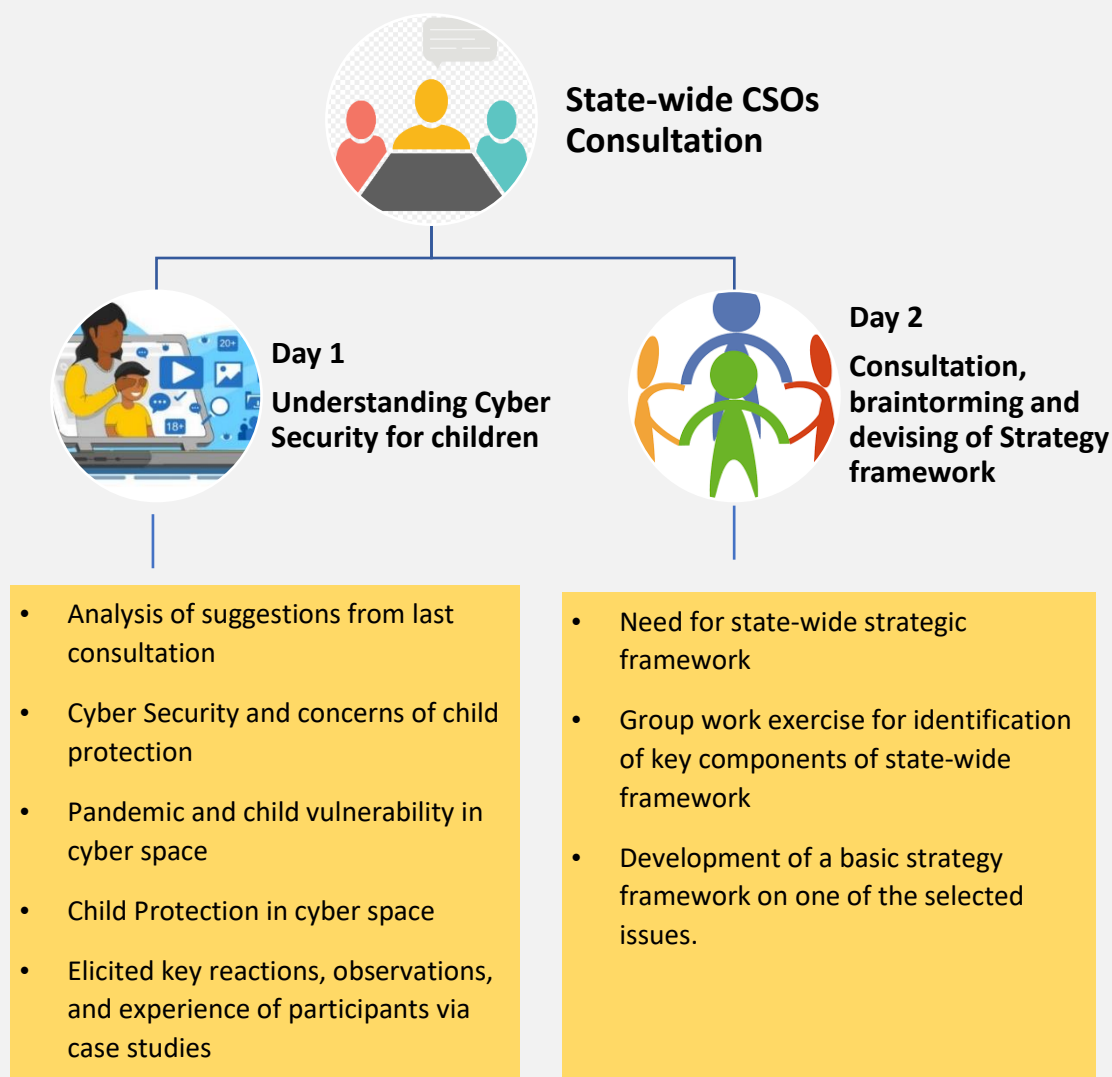 State-wide CSOs
Consultation
Day 1
Understanding Cyber
Security for children
20+
18+
Day 2
Consultation,
braintorming and
devising of Strategy
framework
• Analysis of suggestions from last
consultation
• Cyber Security and concerns of child
protection
• Pandemic and child vulnerability in
cyber space
• Child Protection in cyber space
• Elicited key reactions, observations,
and experience of participants via
case studies
• Need for state-wide strategic
framework
• Group work exercise for identification
of key components of state-wide
framework
• Development of a basic strategy
framework on one of the selected
issues.